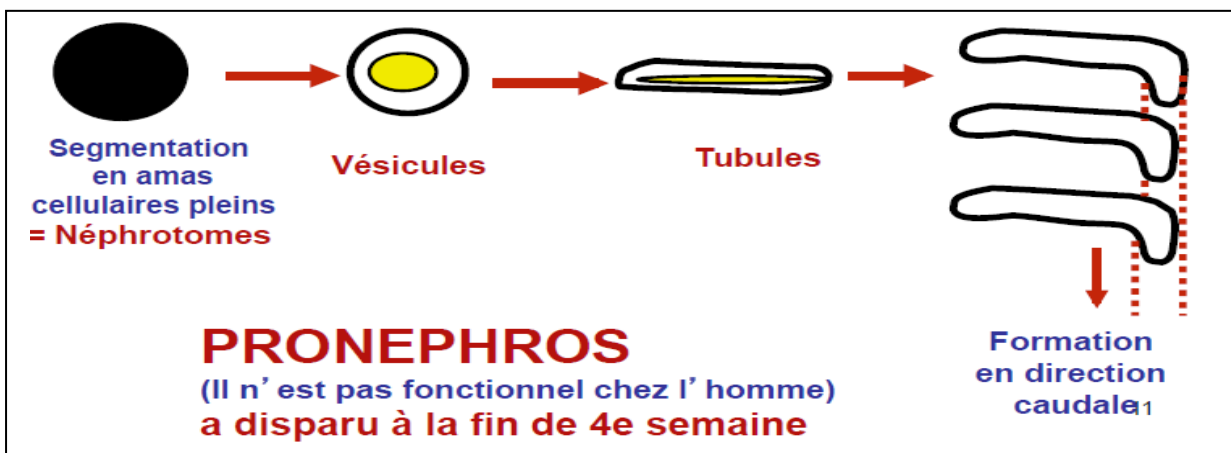 Segmentation
en amas
cellulaires pleins
= Néphrotomes
Vésicules
Tubules
PRONEPHROS
(Il n’ est pas fonctionnel chez l’ homme)
a disparu à la fin de 4e semaine
Formation
en direction
caudale
11